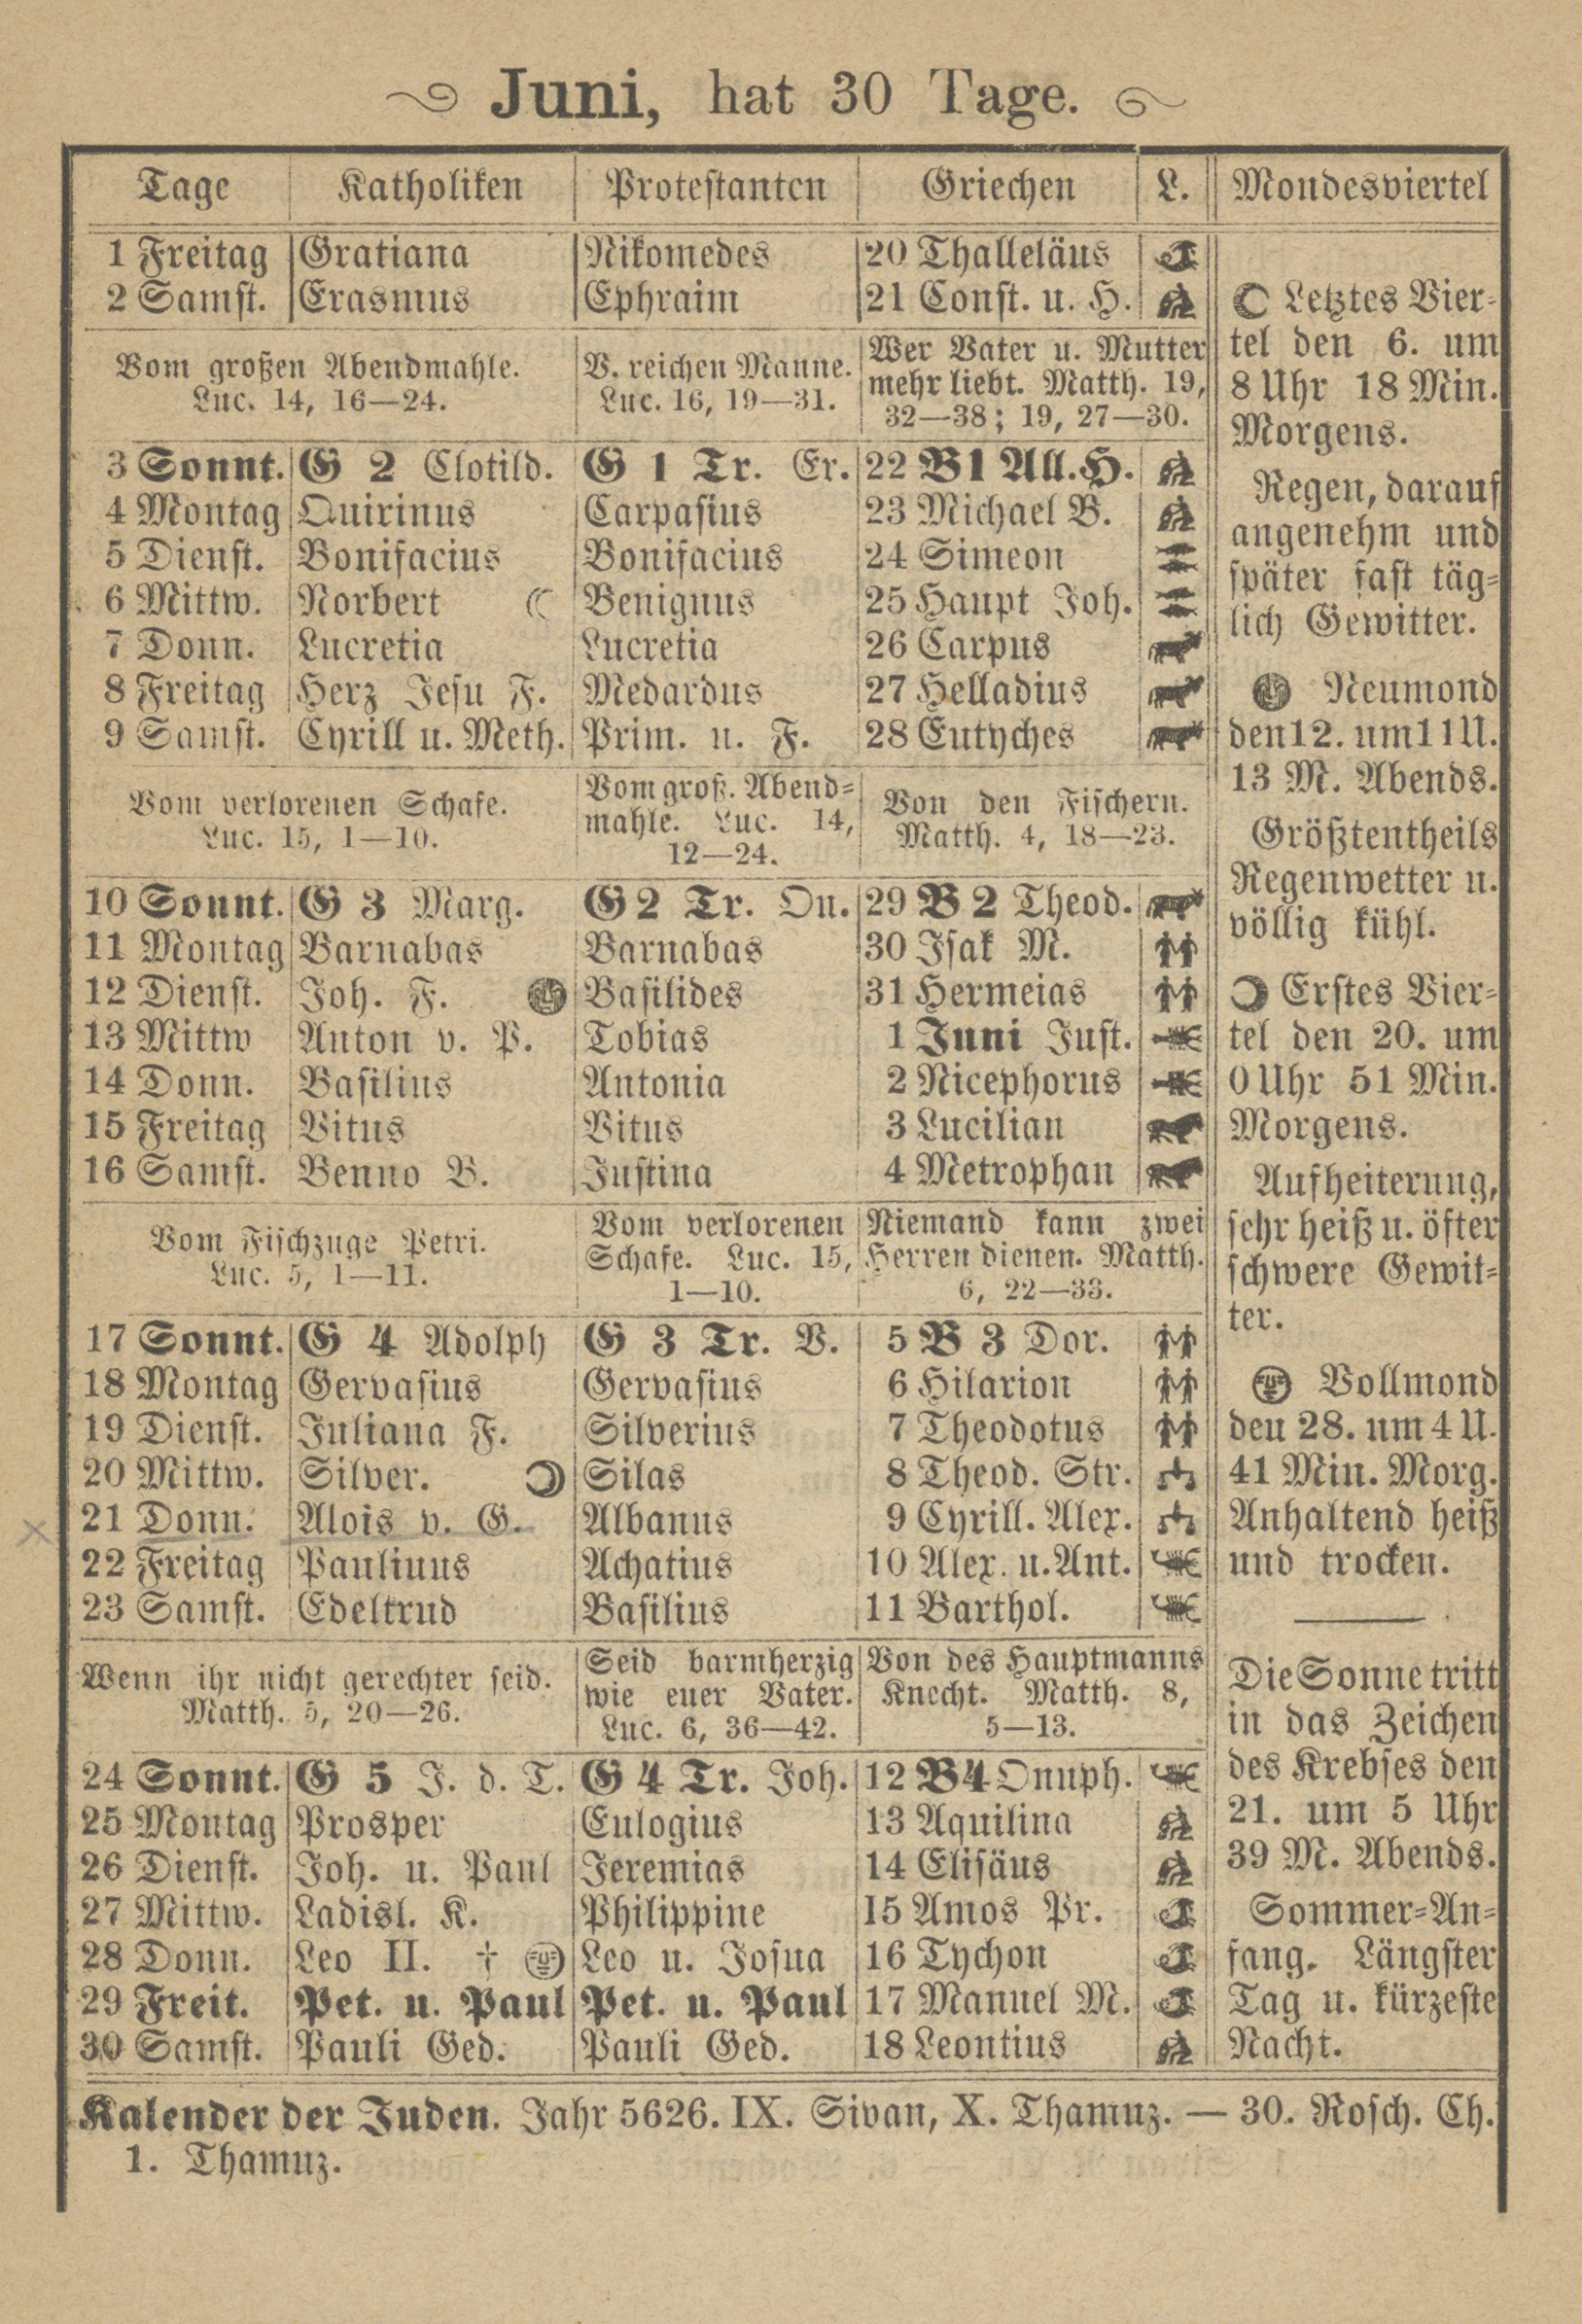 Juni, hat 30 Tage.
Tage Katholiken Protestanten Griechen L. Mondesviertel
1 Freitag Gratiana Nikomedes 20 Thalleläus
2 Samst. Erasmus Ephraim 21 Const. u. H.
Vom großen Abendmahle.
Luc. 14, 16—24.
V. reichen Manne.
Luc. 16, 19—31.
Wer Vater u. Mutter
mehr liebt. Matth. 19,
32—38; 19, 27—30.
3 Sonnt. G 2 Clotild. G 1 Tr. Er. 22 B1 All. H.
4 Montag Quirinus Carpasius 23 Michael B.
5 Dienst. Bonifacius Bonifacius 24 Simeon
6 Mittw. Norbert Benignus 25 Haupt Joh.
7 Donn. Lucretia Lucretia 26 Carpus
8 Freitag Herz Jesu F. Medardus 27 Helladius
9 Samst. Cyrill u. Meth. Prim. u. F. 28 Eutyches
Vom verlorenen Schafe.
Luc. 15, 1—10.
Vom groß. Abend-
mahle. Luc. 14,
12—24.
Von den Fischern.
Matth. 4, 18—23.
10 Sonnt. G 3 Marg. G 2 Tr. On. 29 B 2 Theod.
11 Montag Barnabas Barnabas 30 Isak M.
12 Dienst. Joh. F. Basilides 31 Hermeias
13 Mittw Anton v. P. Tobias 1 Juni Just.
14 Donn. Basilius Antonia 2 Nicephorus
15 Freitag Vitus Vitus 3 Lucilian
16 Samst. Benno B. Justina 4 Metrophan
Vom Fischzuge Petri.
Luc. 5, 1—11.
Vom verlorenen
Schafe. Luc. 15,
1—10.
Niemand kann zwei
Herren dienen. Matth.
6, 22—33.
17 Sonnt. G 4 Adolph G 3 Tr. V. 5 B 3 Dor.
18 Montag Gervasius Gervasius 6 Hilarion
19 Dienst. Juliana F. Silverius 7 Theodotus
20 Mittw. Silver. Silas 8 Theod. Str.
21 Donn. Alois v. G. Albanus 9 Cyrill. Alex.
22 Freitag Paulinus Achatius 10 Alex. u. Ant.
23 Samst. Edeltrud Basilius 11 Barthol.
Wenn ihr nicht gerechter seid.
Matth. 5, 20—26.
Seid barmherzig
wie euer Vater.
Luc. 6, 36—42.
Von des Hauptmanns
Knecht. Matth. 8,
5—13.
24 Sonnt. G 5 J. d. T. G 4 Tr. Joh. 12 B4 Onuph.
25 Montag Prosper Eulogius 13 Aquilina
26 Dienst. Joh. u. Paul Jeremias 14 Elisäus
27 Mittw. Ladisl. K. Philippine 15 Amos Pr.
28 Donn. Leo II. † Leo u. Josua 16 Tychon
29 Freit. Pet. u. Paul Pet. u. Paul 17 Manuel M.
30 Samst. Pauli Ged. Pauli Ged. 18 Leontius
Letztes Vier-
tel den 6. um
8 Uhr 18 Min.
Morgens.
Regen, darauf
angenehm und
später fast täg-
lich Gewitter.
Neumond
den 12. um 11 U.
13 M. Abends.
Größtentheils
Regenwetter u.
völlig kühl.
Erstes Vier-
tel den 20. um
0 Uhr 51 Min.
Morgens.
Aufheiterung,
sehr heiß u. öfter
schwere Gewit-
ter.
Vollmond
den 28. um 4 U.
41 Min. Morg.
Anhaltend heiß
und trocken.
Die Sonne tritt
in das Zeichen
des Krebses den
21. um 5 Uhr
39 M. Abends.
Sommer-An-
fang. Längster
Tag u. kürzeste
Nacht.
Kalender der Juden. Jahr 5626. IX. Sivan, X. Thamuz. — 30. Rosch. Ch.
1. Thamuz.